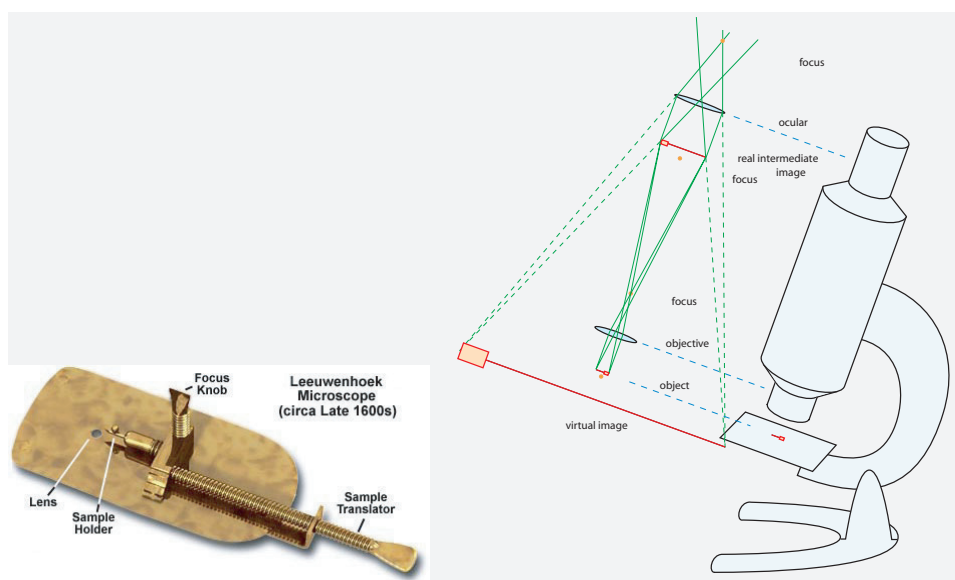 focus
ocular
real intermediate
image
focus
focus
objective
object
virtual image
Focus
Knob
Leeuwenhoek
Microscope
(circa Late 1600s)
Lens
Sample
Holder
Sample
Translator